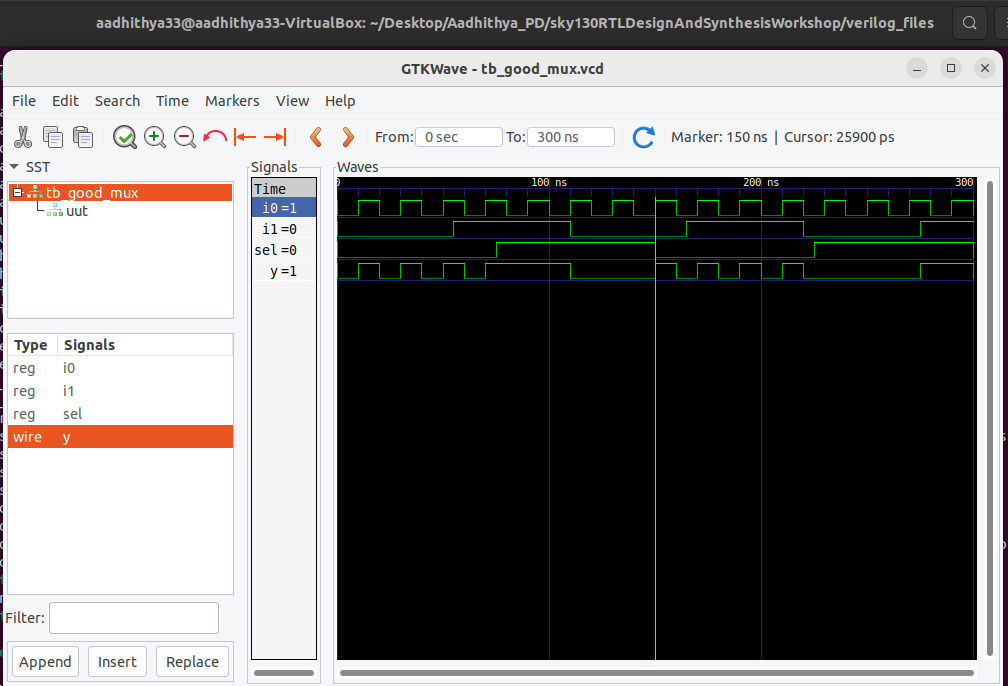 aadhithya33@aadhithya33-VirtualBox: ~/Desktop/Aadhithya_PD/sky130RTLDesignAndSynthesisWorkshop/verilog_files
GTKWave - tb_good_mux.vcd
File Edit Search Time Markers View Help
From: 0 sec To: 300 ns Marker: 150 ns | Cursor: 25900 ps
SST
tb_good_mux
uut
Type Signals
reg i0
reg i1
reg sel
wire y
Filter:
Append Insert Replace
Signals
Time
i0=1
i1=0
sel=0
y=1
Waves
0 100 ns 200 ns 300